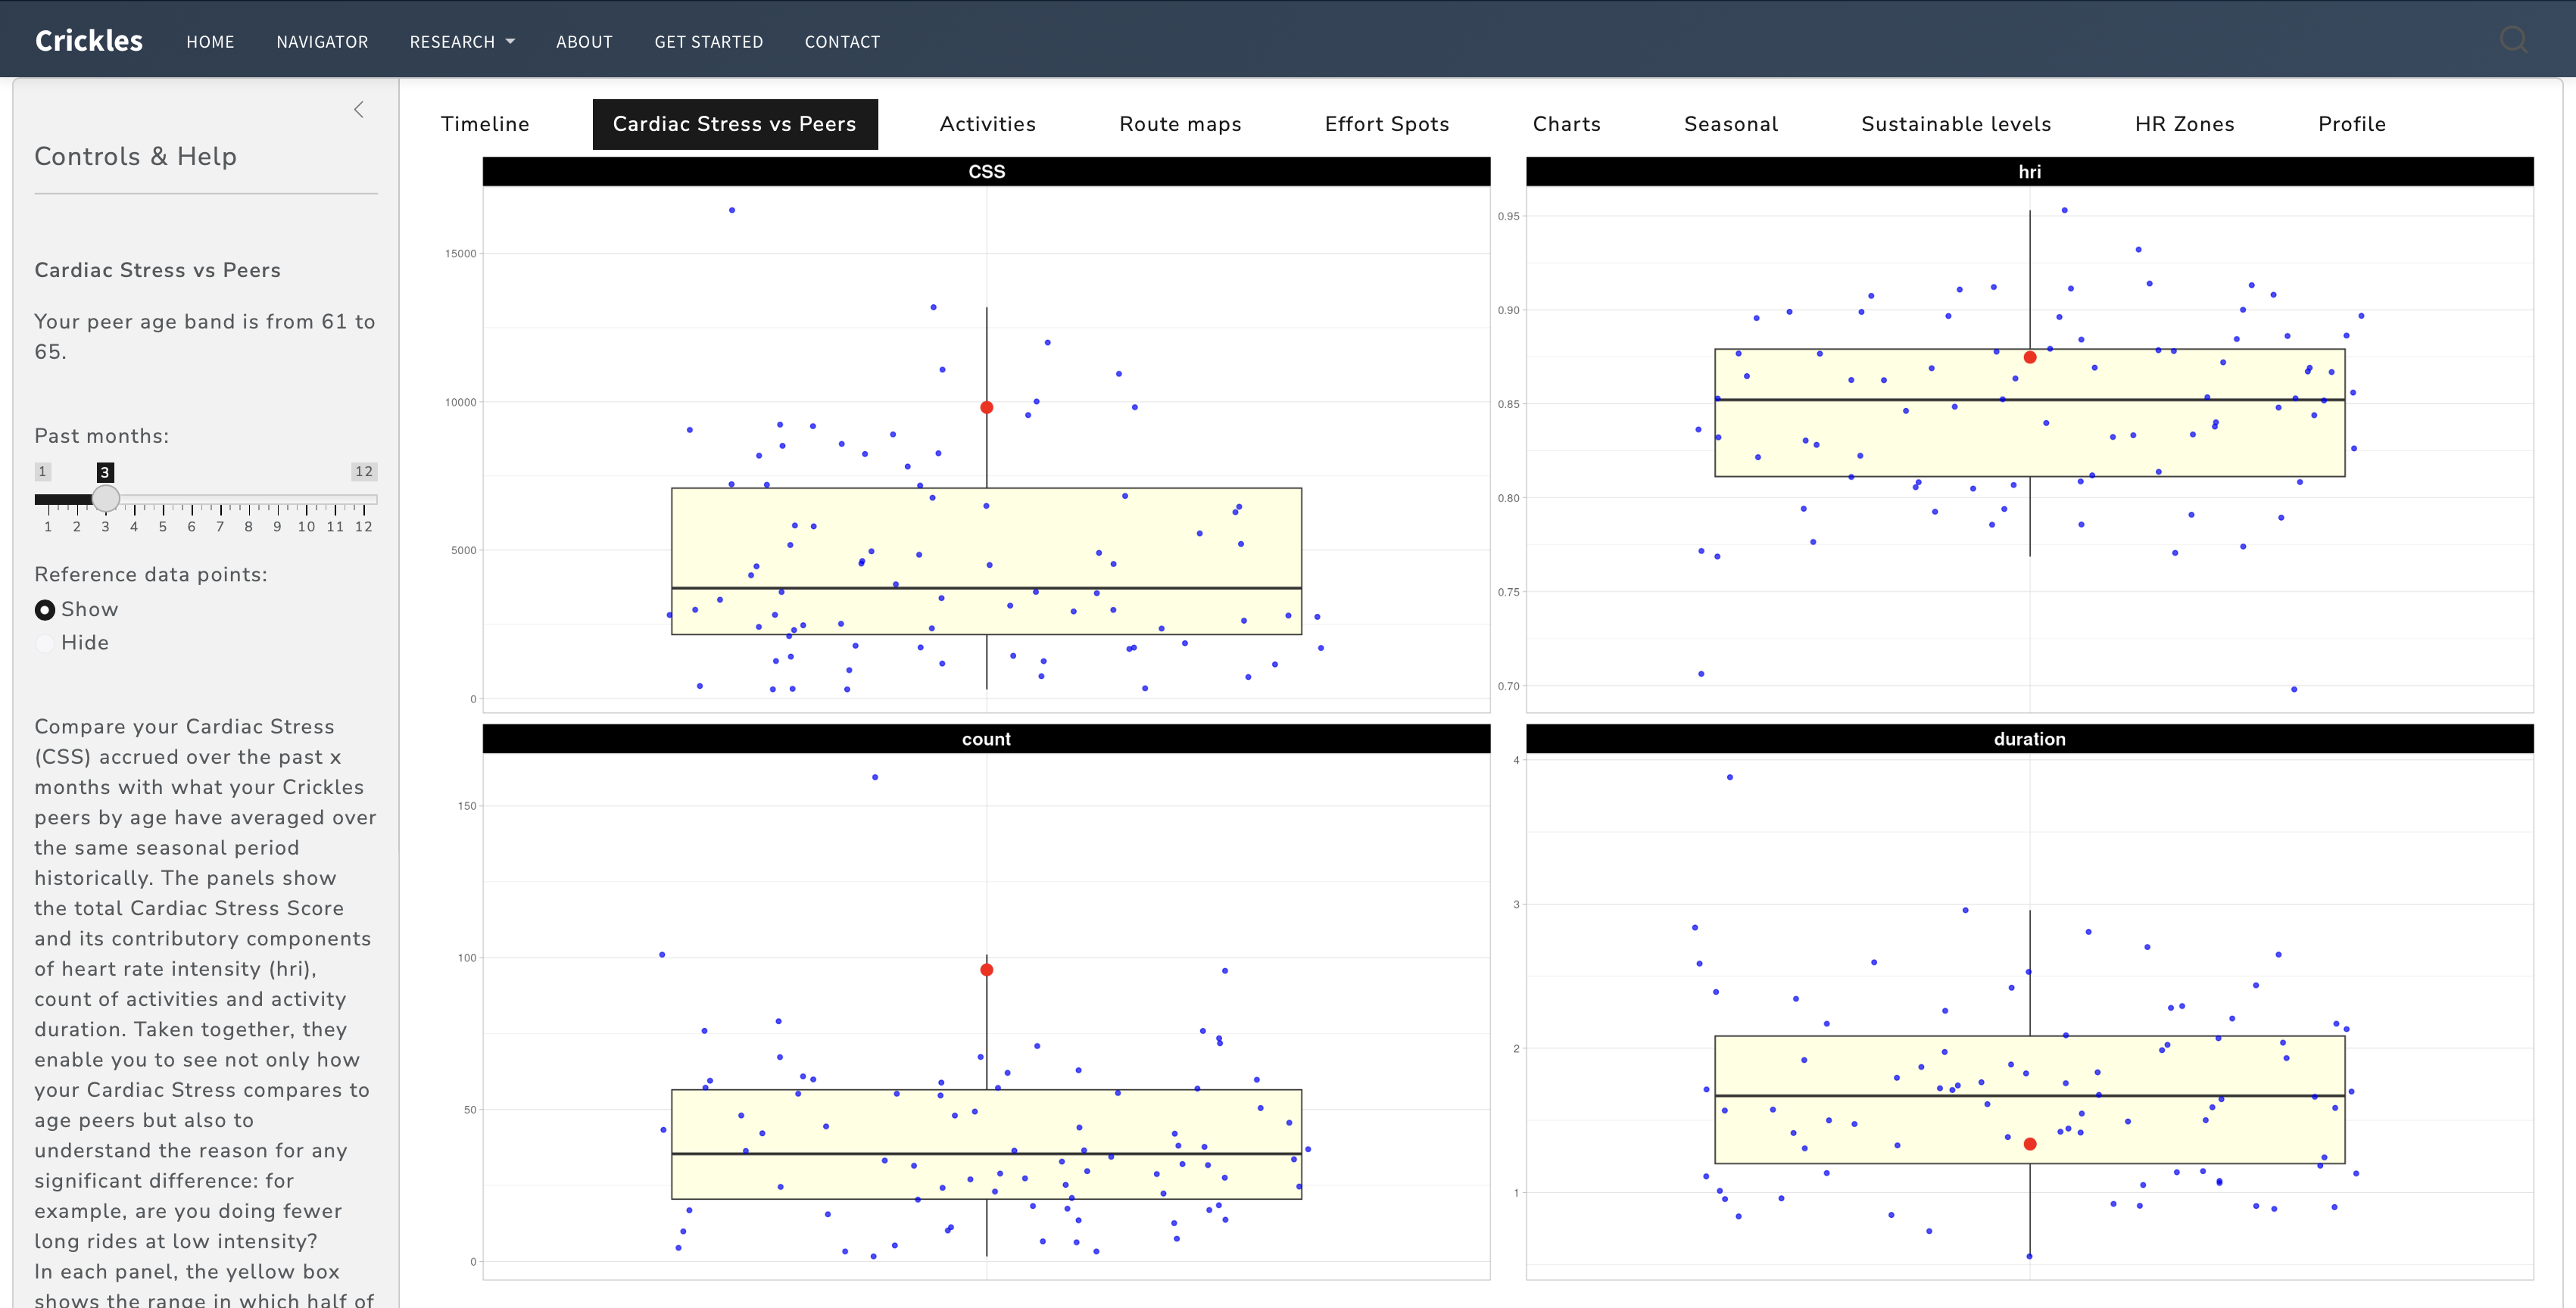 Crickles HOME NAVIGATOR RESEARCH ABOUT GET STARTED CONTACT
Controls & Help
Cardiac Stress vs Peers
Your peer age band is from 61 to
65.
Past months:
1 3 12
1 2 3 4 5 6 7 8 9 10 11 12
Reference data points:
Show
Hide
Compare your Cardiac Stress
(CSS) accrued over the past x
months with what your Crickles
peers by age have averaged over
the same seasonal period
historically. The panels show
the total Cardiac Stress Score
and its contributory components
of heart rate intensity (hri),
count of activities and activity
duration. Taken together, they
enable you to see not only how
your Cardiac Stress compares to
age peers but also to
understand the reason for any
significant difference: for
example, are you doing fewer
long rides at low intensity?
In each panel, the yellow box
shows the range in which half of
Timeline Cardiac Stress vs Peers Activities Route maps Effort Spots Charts Seasonal Sustainable levels HR Zones Profile
CSS
15000
10000
5000
0
hri
0.95
0.90
0.85
0.80
0.75
0.70
count
150
100
50
0
duration
4
3
2
1